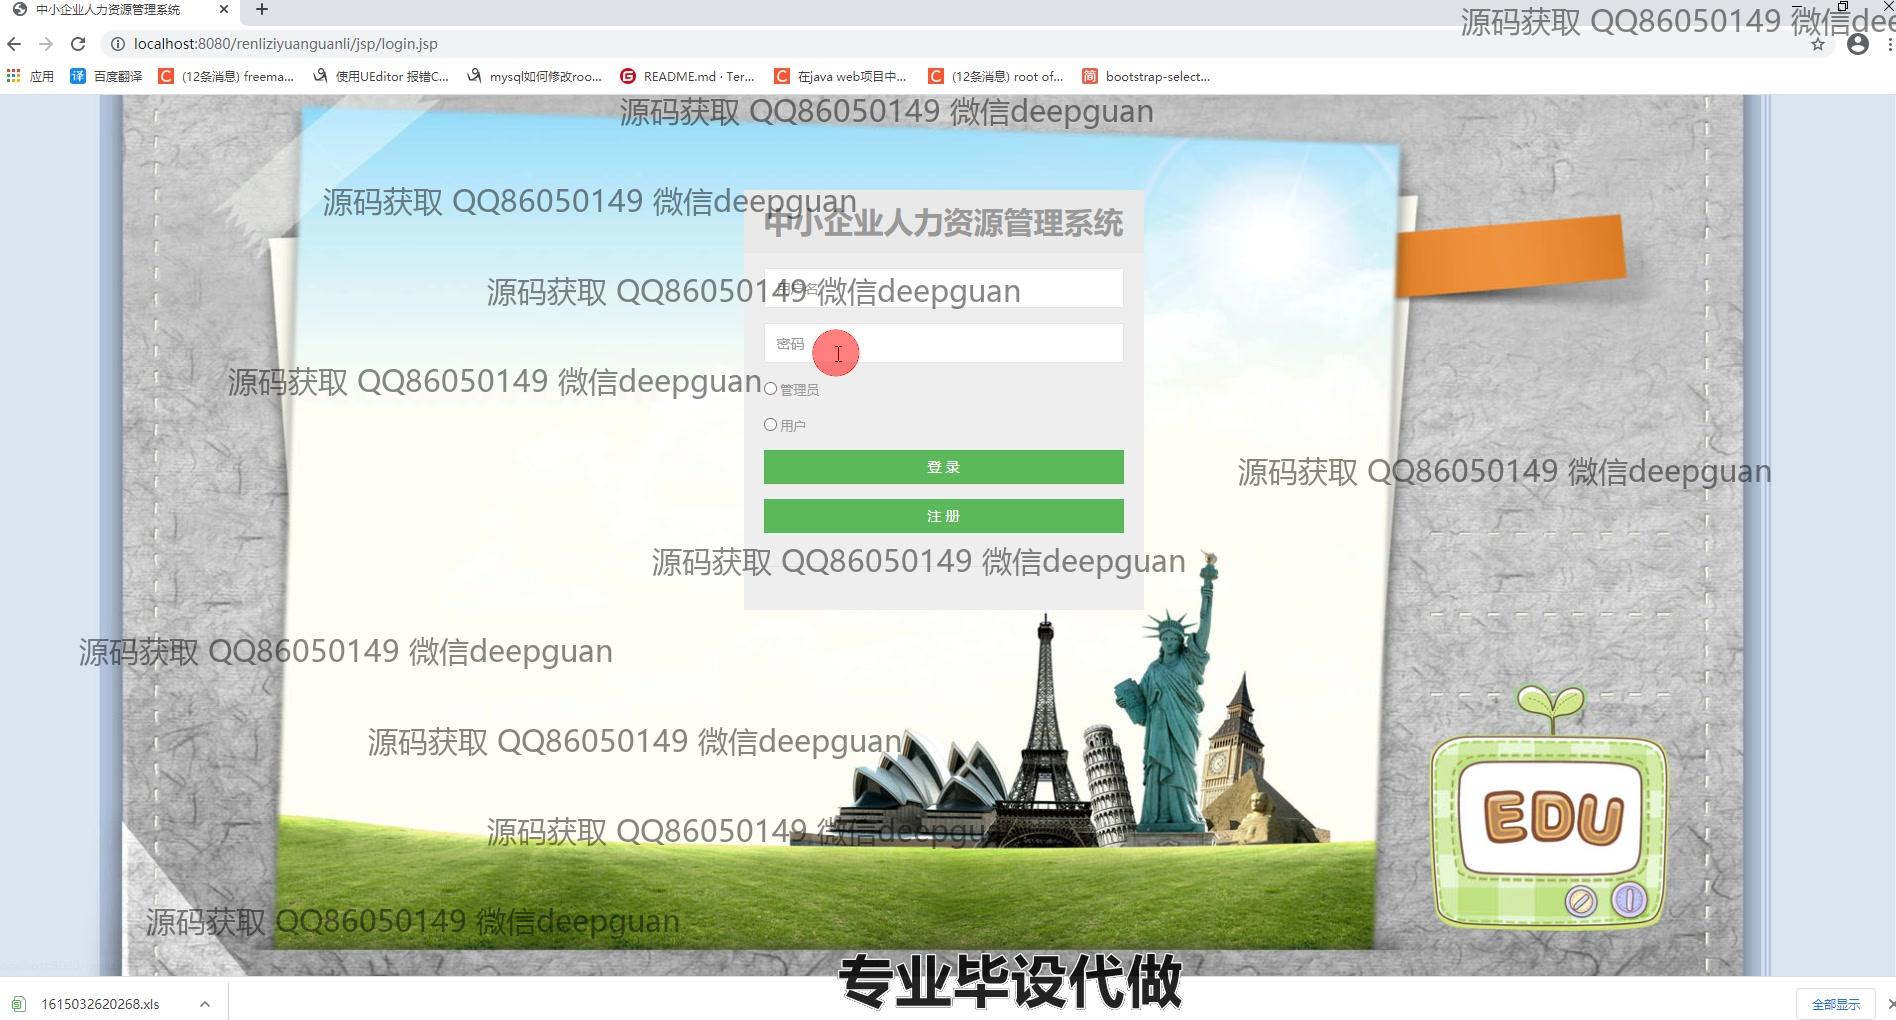 中小企业人力资源管理系统
源码获取 QQ86050149 微信dee
localhost:8080/renliziyuanguanli/jsp/login.jsp
应用 百度翻译 (12条消息) freema... 使用UEditor 报错C... mysql如何修改roo... README.md · Ter... 在java web项目中... (12条消息) root of... bootstrap-select...
源码获取 QQ86050149 微信deepguan
源码获取 QQ86050149 微信deepguan
中小企业人力资源管理系统
用户名
源码获取 QQ86050149 微信deepguan
密码
源码获取 QQ86050149 微信deepguan
管理员
用户
登 录
源码获取 QQ86050149 微信deepguan
注 册
源码获取 QQ86050149 微信deepguan
源码获取 QQ86050149 微信deepguan
源码获取 QQ86050149 微信deepguan
EDU
源码获取 QQ86050149 微信deepguan
源码获取 QQ86050149 微信deepguan
专业毕设代做
1615032620268.xls
全部显示